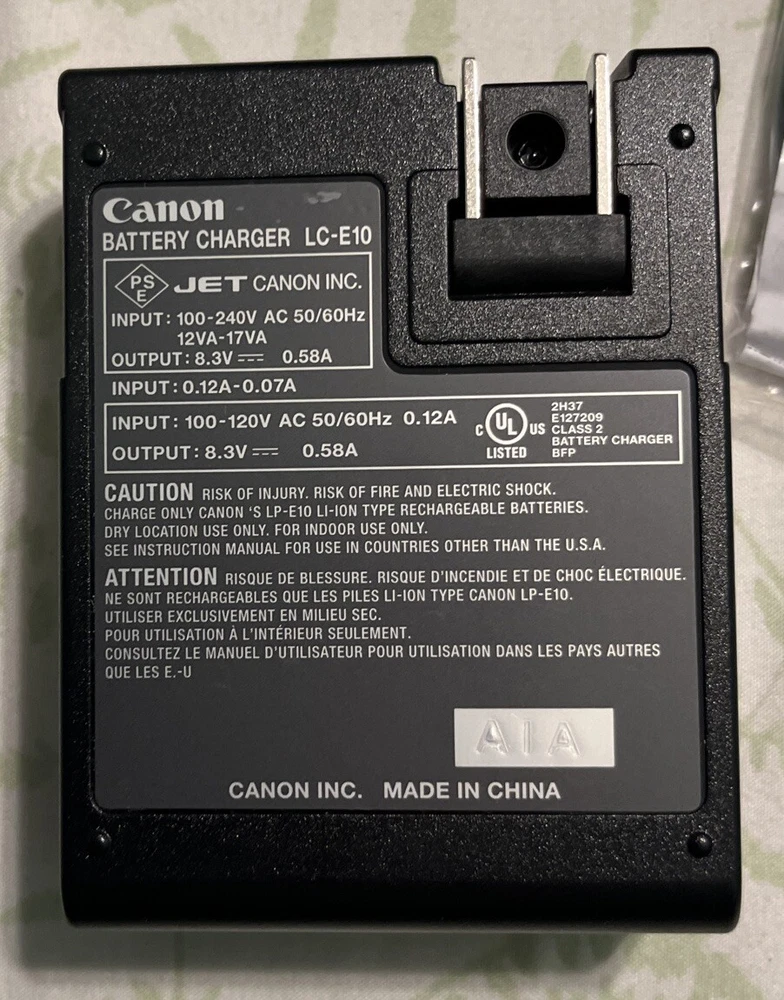 Canon
BATTERY CHARGER LC-E10
PS
E
JET CANON INC.
INPUT: 100-240V AC 50/60Hz
12VA-17VA
OUTPUT: 8.3V⎓ 0.58A
INPUT: 0.12A-0.07A
INPUT: 100-120V AC 50/60Hz 0.12A
OUTPUT: 8.3V⎓ 0.58A
C UL US
LISTED
2H37
E127209
CLASS 2
BATTERY CHARGER
BFP
CAUTION RISK OF INJURY. RISK OF FIRE AND ELECTRIC SHOCK.
CHARGE ONLY CANON 'S LP-E10 LI-ION TYPE RECHARGEABLE BATTERIES.
DRY LOCATION USE ONLY. FOR INDOOR USE ONLY.
SEE INSTRUCTION MANUAL FOR USE IN COUNTRIES OTHER THAN THE U.S.A.
ATTENTION RISQUE DE BLESSURE. RISQUE D'INCENDIE ET DE CHOC ÉLECTRIQUE.
NE SONT RECHARGEABLES QUE LES PILES LI-ION TYPE CANON LP-E10.
UTILISER EXCLUSIVEMENT EN MILIEU SEC.
POUR UTILISATION À L'INTÉRIEUR SEULEMENT.
CONSULTEZ LE MANUEL D'UTILISATEUR POUR UTILISATION DANS LES PAYS AUTRES
QUE LES E.-U
A1A
CANON INC. MADE IN CHINA